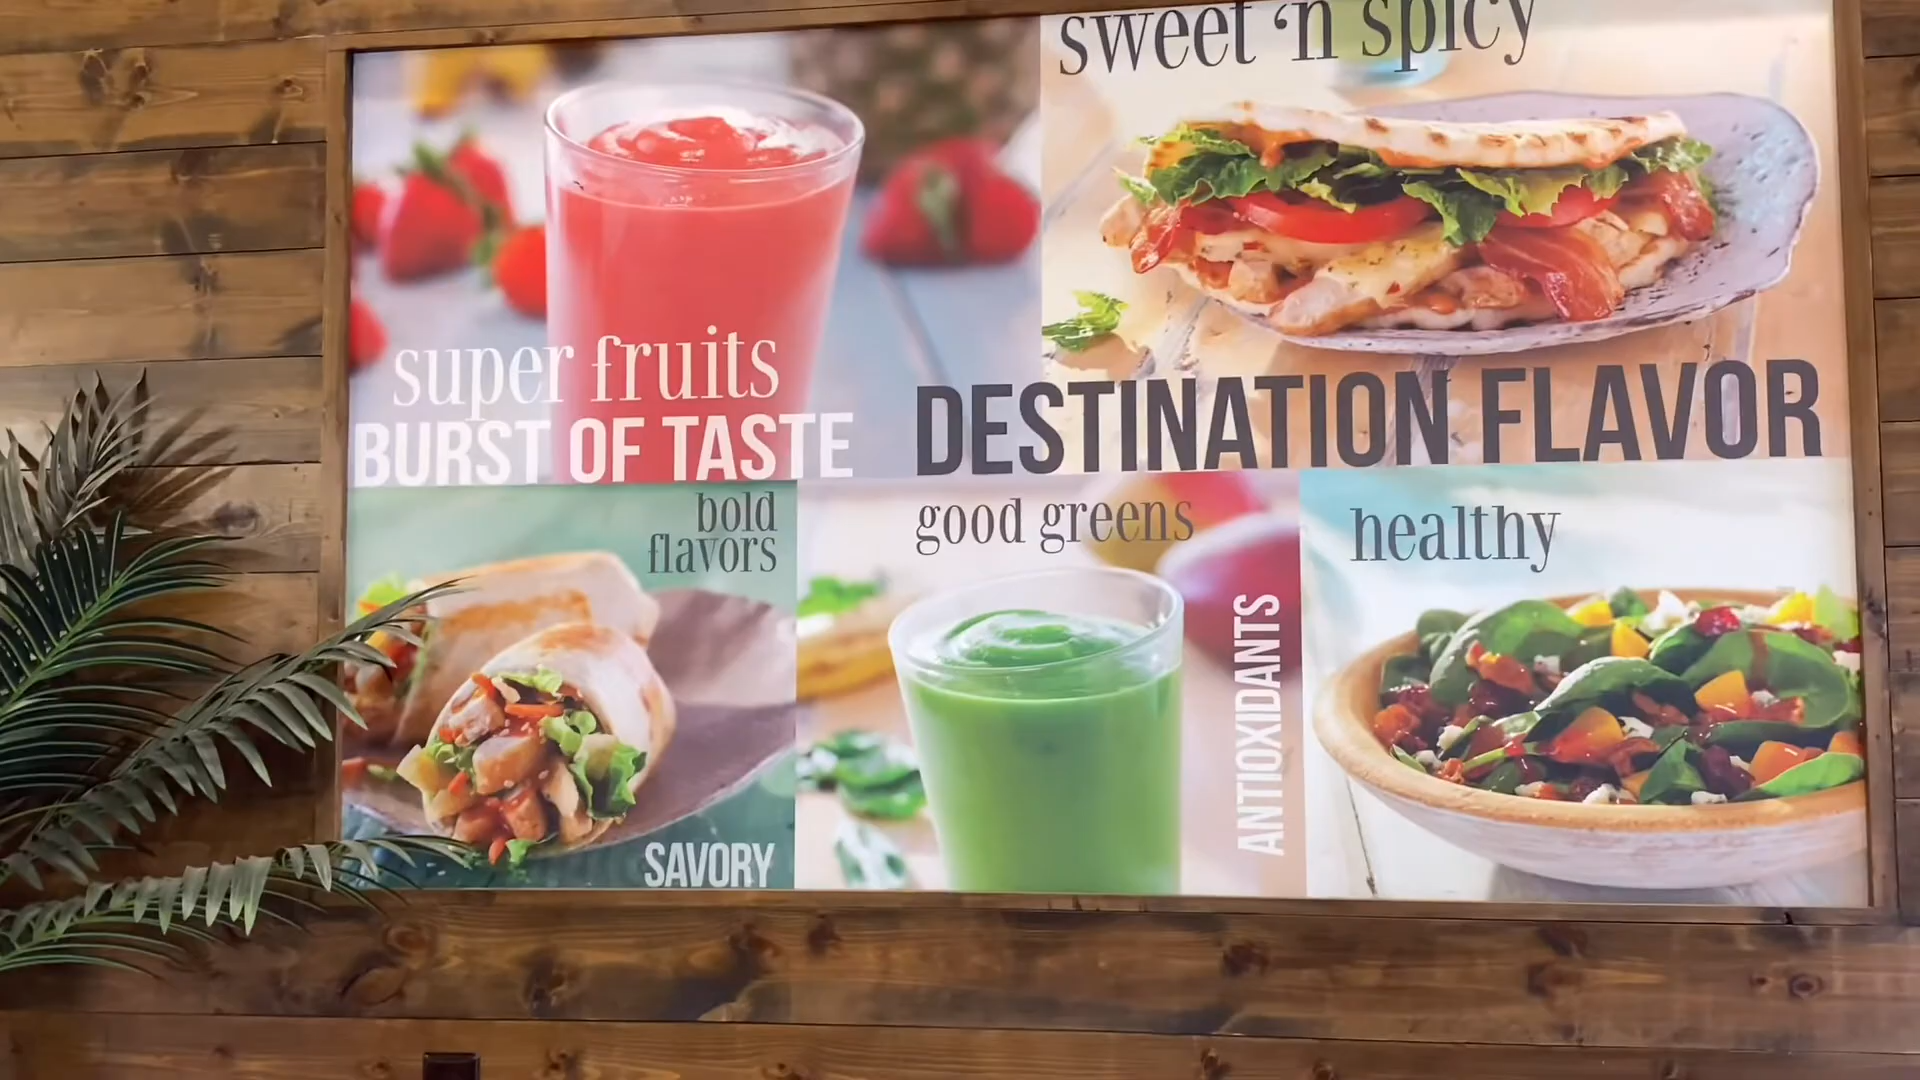 sweet ‘n spicy
super fruits
BURST OF TASTE
DESTINATION FLAVOR
bold
flavors
SAVORY
good greens
ANTIOXIDANTS
healthy